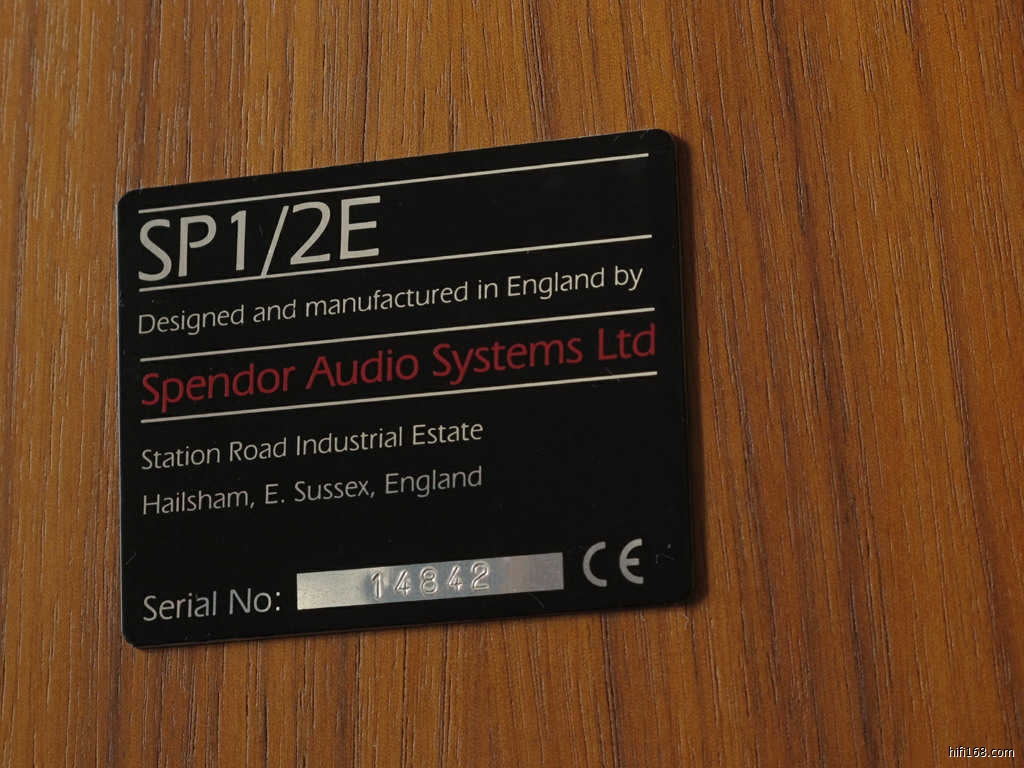 SP1/2E
Designed and manufactured in England by
Spendor Audio Systems Ltd
Station Road Industrial Estate
Hailsham, E. Sussex, England
Serial No: 14842 CE
hifi168.com